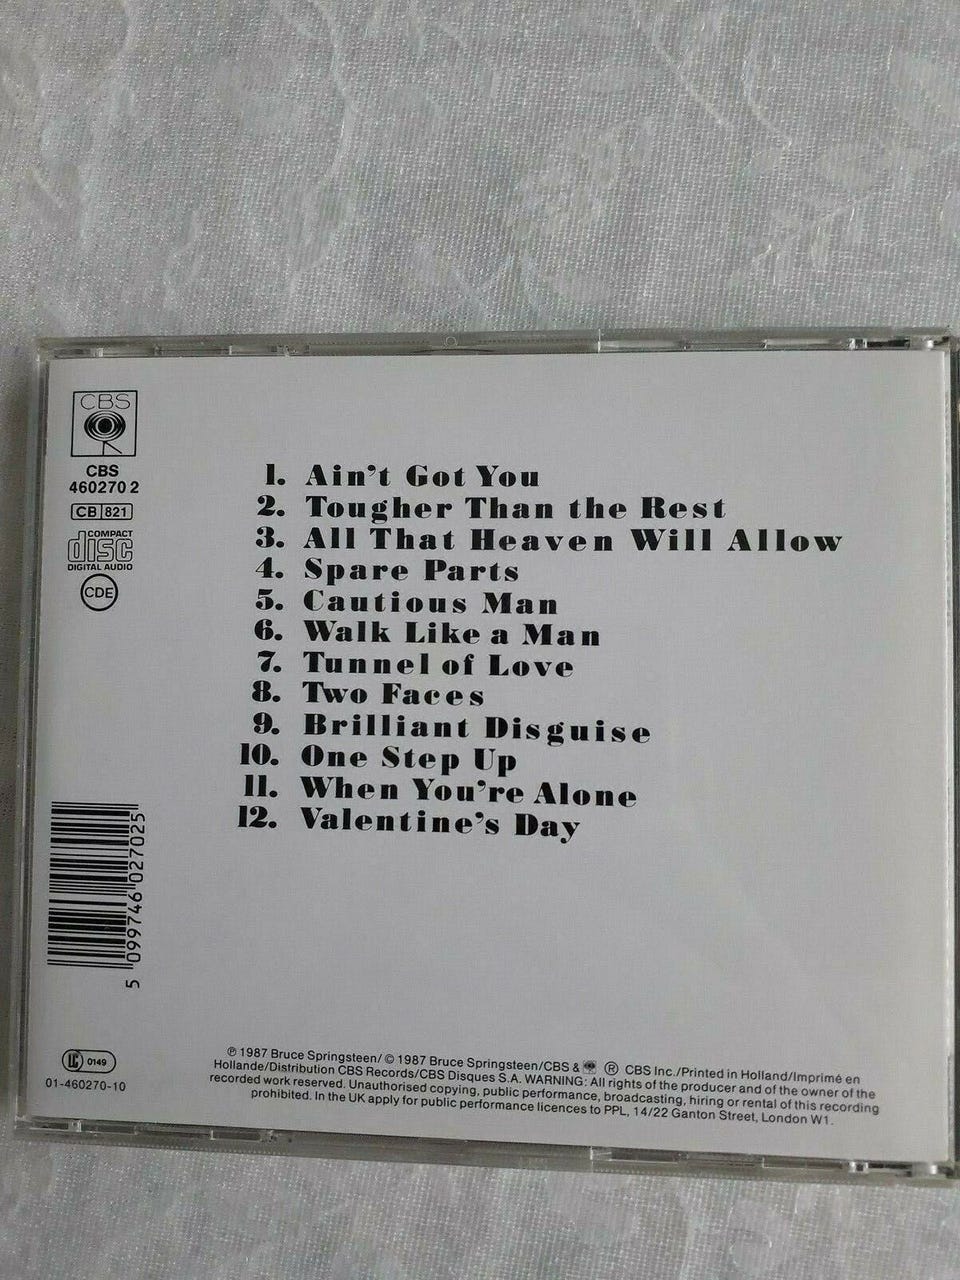 CBS
CBS
460270 2
CB 821
COMPACT
disc
DIGITAL AUDIO
CDE
1. Ain't Got You
2. Tougher Than the Rest
3. All That Heaven Will Allow
4. Spare Parts
5. Cautious Man
6. Walk Like a Man
7. Tunnel of Love
8. Two Faces
9. Brilliant Disguise
10. One Step Up
11. When You're Alone
12. Valentine's Day
5 099746 027025
LC 0149
01-460270-10
℗ 1987 Bruce Springsteen/ © 1987 Bruce Springsteen/CBS & ® CBS Inc./Printed in Holland/Imprimé en
Hollande/Distribution CBS Records/CBS Disques S.A. WARNING: All rights of the producer and of the owner of the
recorded work reserved. Unauthorised copying, public performance, broadcasting, hiring or rental of this recording
prohibited. In the UK apply for public performance licences to PPL, 14/22 Ganton Street, London W1.